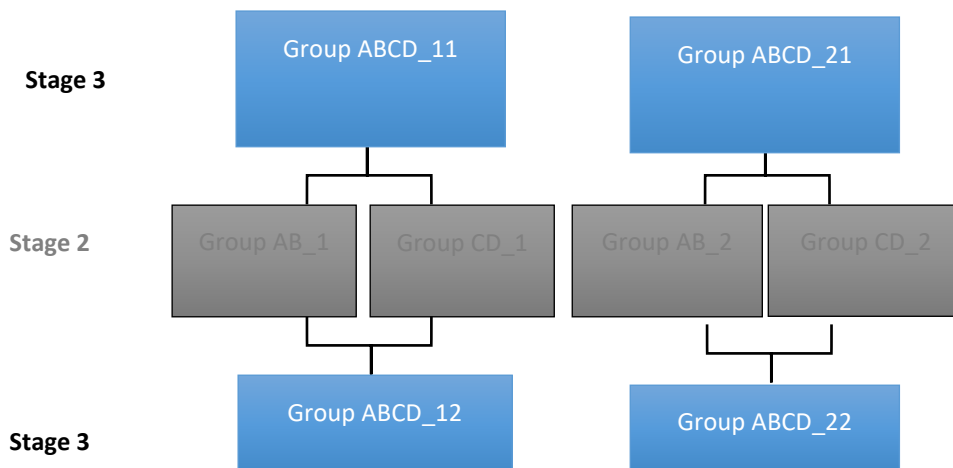 Group ABCD_11
Group ABCD_21
Stage 3
Stage 2
Group AB_1
Group CD_1
Group AB_2
Group CD_2
Group ABCD_12
Group ABCD_22
Stage 3